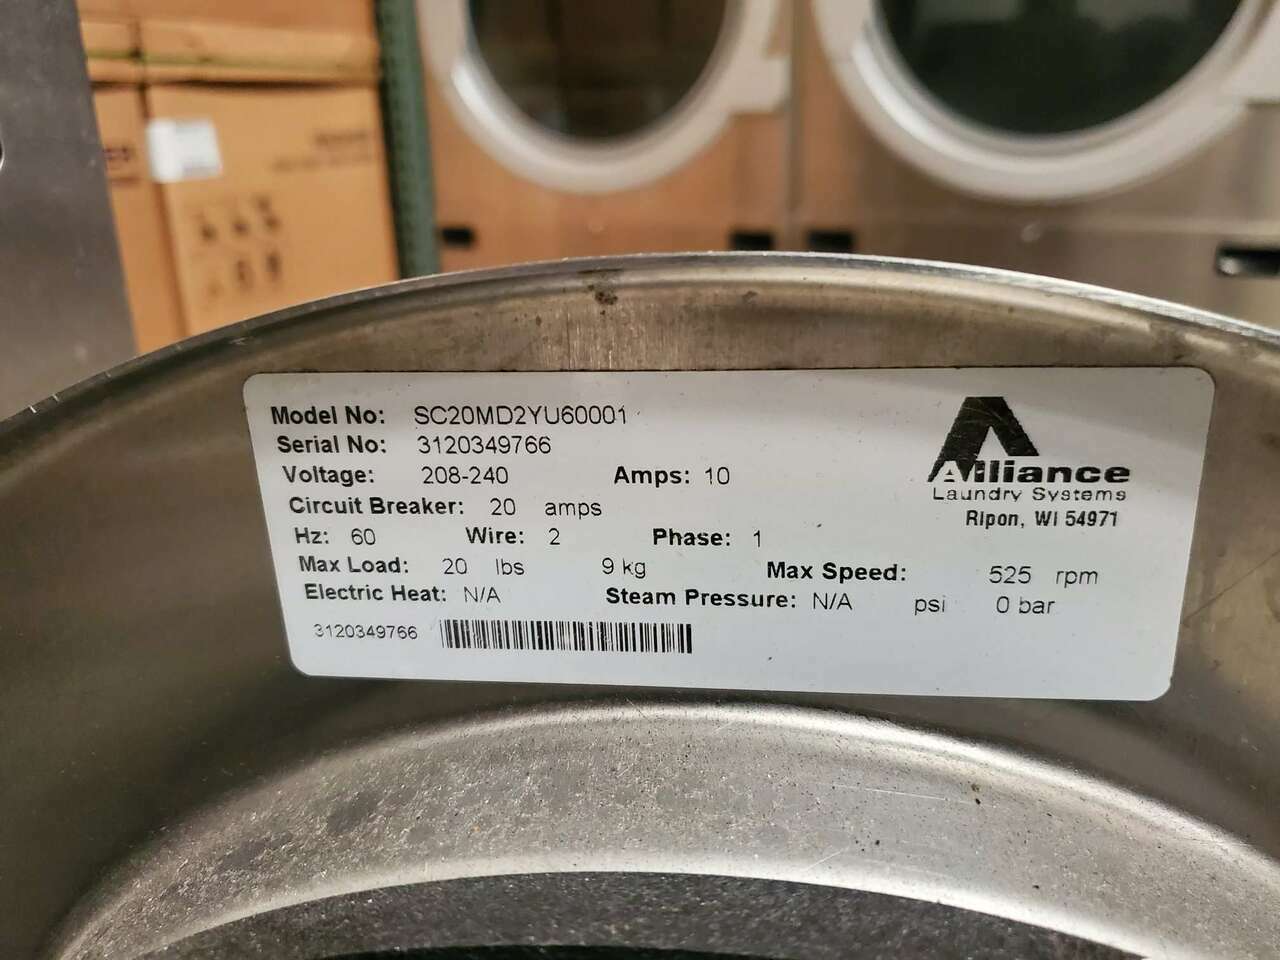 Model No: SC20MD2YU60001
Serial No: 3120349766
Voltage: 208-240 Amps: 10
Circuit Breaker: 20 amps
Hz: 60 Wire: 2 Phase: 1
Max Load: 20 lbs 9 kg Max Speed: 525 rpm
Electric Heat: N/A Steam Pressure: N/A psi 0 bar
3120349766
Alliance
Laundry Systems
Ripon, WI 54971